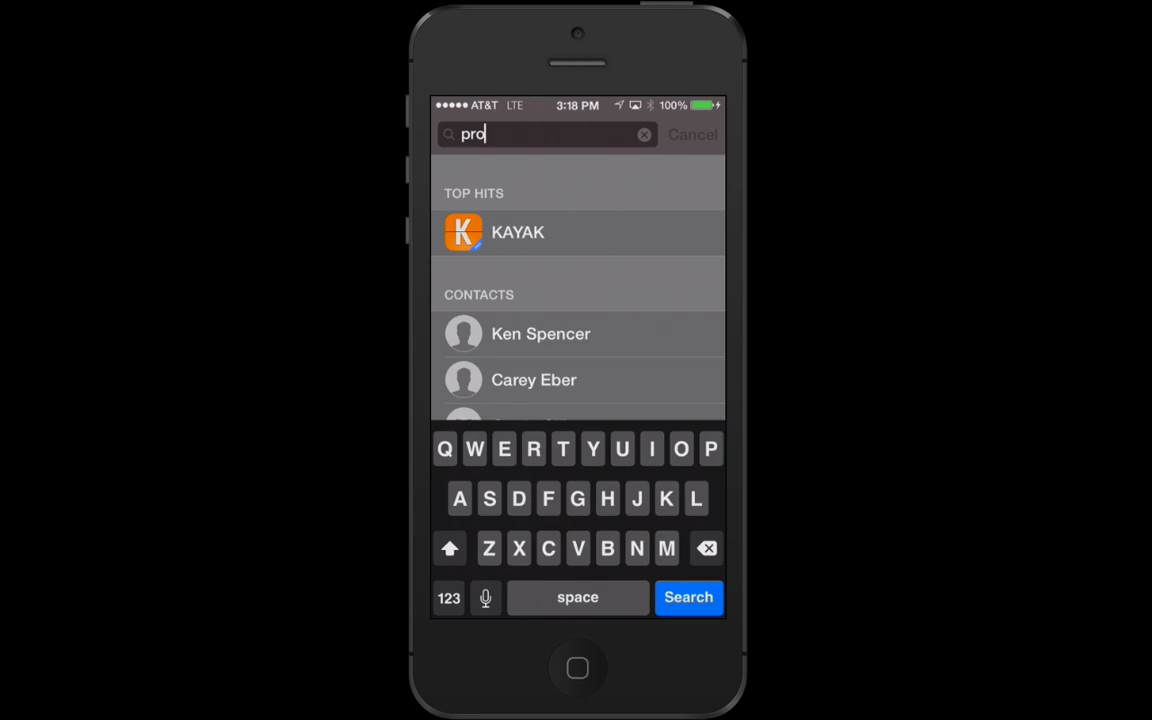 AT&T LTE 3:18 PM 100%
pro Cancel
TOP HITS
K KAYAK
CONTACTS
Ken Spencer
Carey Eber
Q W E R T Y U I O P
A S D F G H J K L
Z X C V B N M
123 space Search